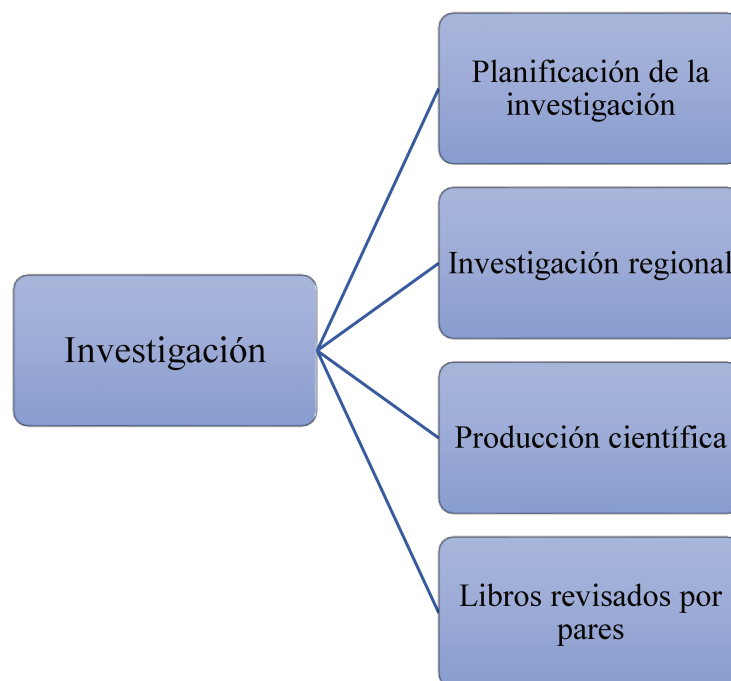 Planificación de la
investigación
Investigación regional
Investigación
Producción científica
Libros revisados por
pares